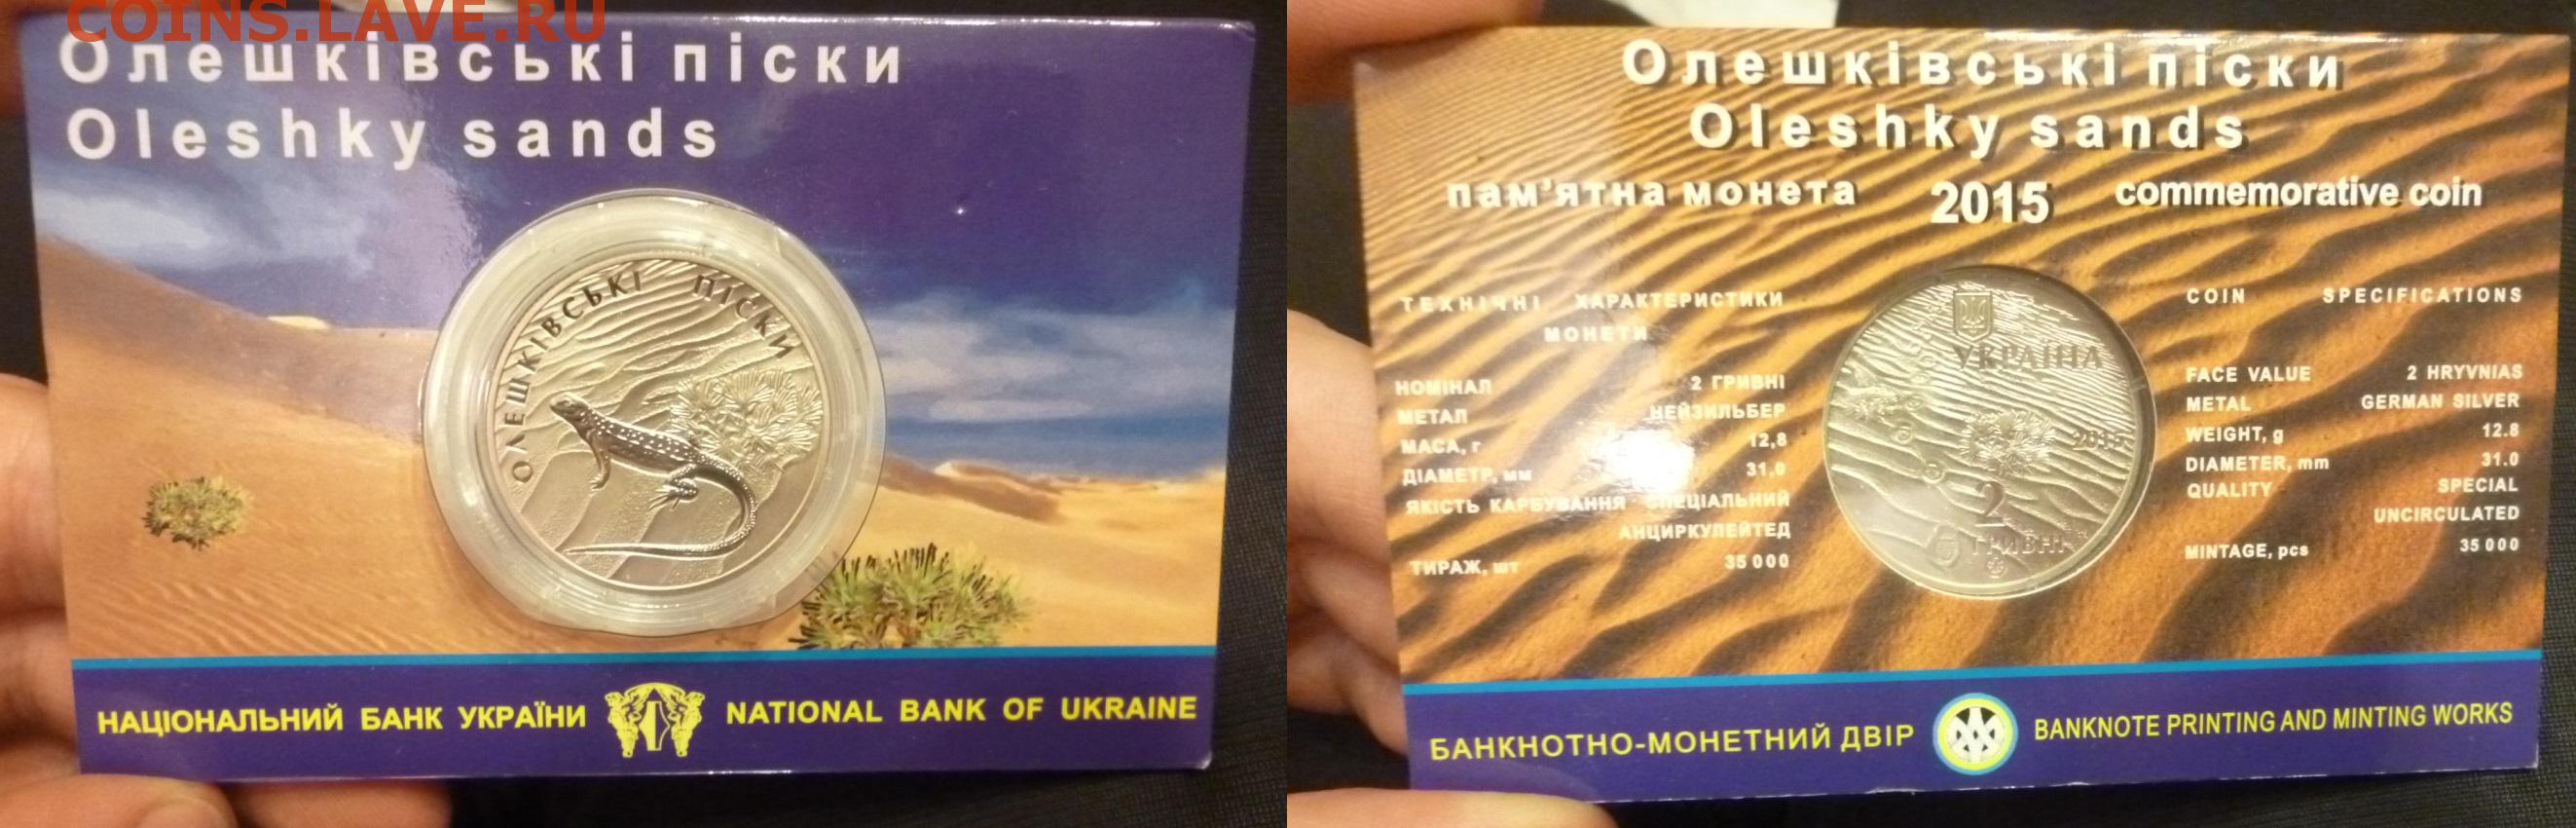 COINS.LAVE.RU
Олешківські піски
Oleshky sands
ОЛЕШКІВСЬКІ ПІСКИ
НАЦІОНАЛЬНИЙ БАНК УКРАЇНИ NATIONAL BANK OF UKRAINE
Олешківські піски
Oleshky sands
пам'ятна монета 2015 commemorative coin
ТЕХНІЧНІ ХАРАКТЕРИСТИКИ
МОНЕТИ
НОМІНАЛ 2 ГРИВНІ
МЕТАЛ НЕЙЗИЛЬБЕР
МАСА, г 12,8
ДІАМЕТР, мм 31,0
ЯКІСТЬ КАРБУВАННЯ СПЕЦІАЛЬНИЙ
АНЦИРКУЛЕЙТЕД
ТИРАЖ, шт 35 000
УКРАЇНА
2015
2
ГРИВНІ
COIN SPECIFICATIONS
FACE VALUE 2 HRYVNIAS
METAL GERMAN SILVER
WEIGHT, g 12.8
DIAMETER, mm 31.0
QUALITY SPECIAL
UNCIRCULATED
MINTAGE, pcs 35 000
БАНКНОТНО-МОНЕТНИЙ ДВІР BANKNOTE PRINTING AND MINTING WORKS